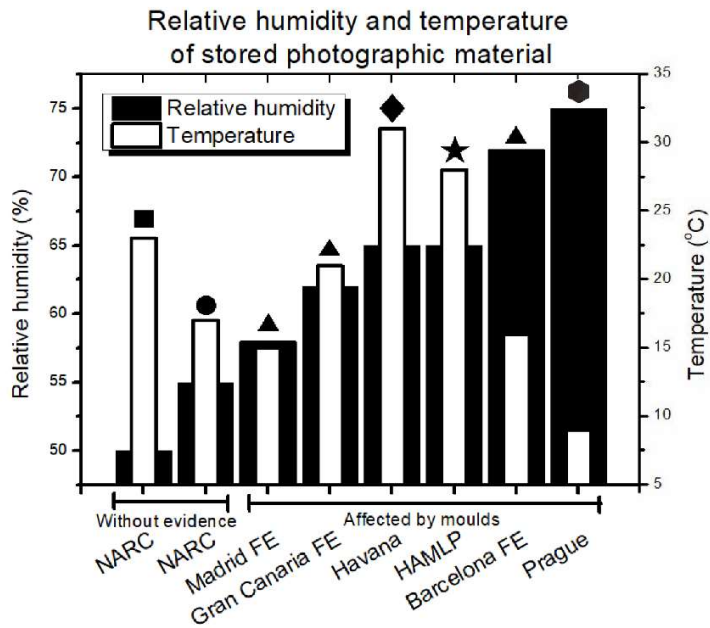 Relative humidity and temperature
of stored photographic material
Relative humidity
Temperature
Relative humidity (%)
75
70
65
60
55
50
35
30
25
20
15
10
5
Temperature (°C)
Without evidence
Affected by moulds
NARC
NARC
Madrid FE
Gran Canaria FE
Havana
HAMLP
Barcelona FE
Prague